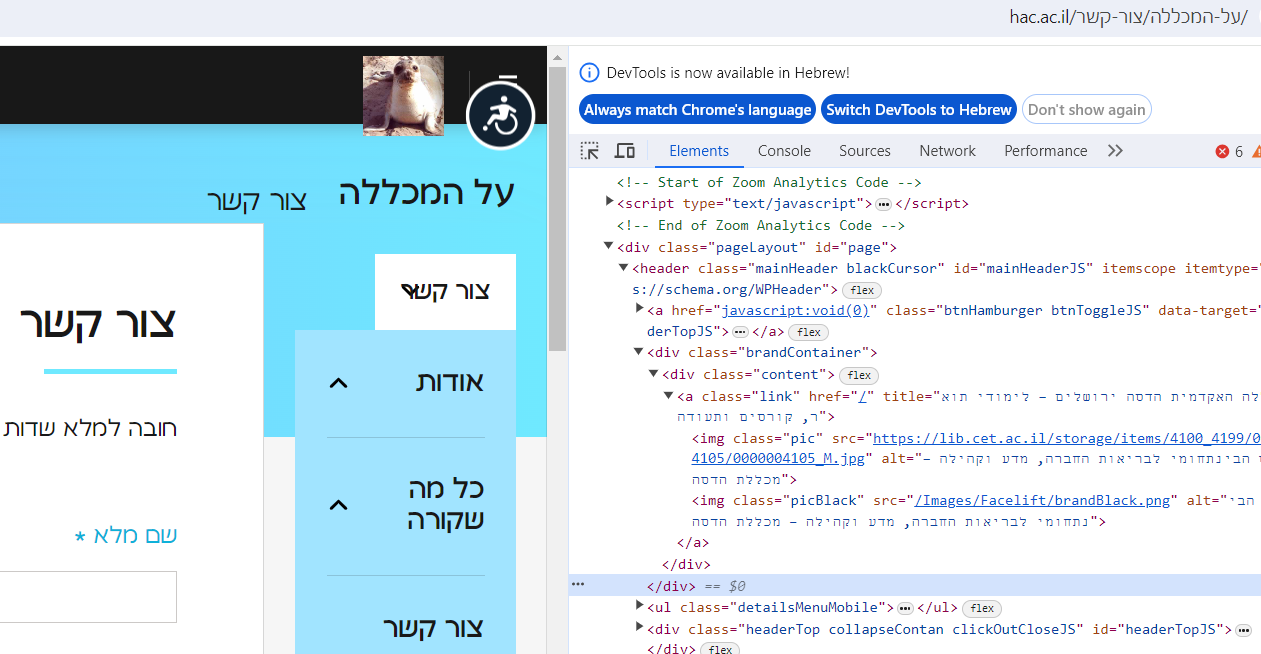 hac.ac.il/על-המכללה/צור-קשר/
על המכללה
צור קשר
צור קשר
צור קשר
חובה למלא שדות
שם מלא *
אודות
כל מה
שקורה
צור קשר
DevTools is now available in Hebrew!
Always match Chrome's language
Switch DevTools to Hebrew
Don't show again
Elements
Console
Sources
Network
Performance
6
<!-- Start of Zoom Analytics Code -->
<script type="text/javascript"> ••• </script>
<!-- End of Zoom Analytics Code -->
<div class="pageLayout" id="page">
<header class="mainHeader blackCursor" id="mainHeaderJS" itemscope itemtype="
s://schema.org/WPHeader"> flex
<a href="javascript:void(0)" class="btnHamburger btnToggleJS" data-target="
derTopJS"> ••• </a> flex
<div class="brandContainer">
<div class="content"> flex
<a class="link" href="/" title="לה האקדמית הדסה ירושלים – לימודי תוא
ר, קורסים ותעודה">
<img class="pic" src="https://lib.cet.ac.il/storage/items/4100_4199/0
4105/0000004105_M.jpg" alt="הבינתחומי לבריאות החברה, מדע וקהילה –
מכללת הדסה">
<img class="picBlack" src="/Images/Facelift/brandBlack.png" alt="הבי
נתחומי לבריאות החברה, מדע וקהילה – מכללת הדסה">
</a>
</div>
••• </div> == $0
<ul class="detailsMenuMobile"> ••• </ul> flex
<div class="headerTop collapseContan clickOutCloseJS" id="headerTopJS"> •••
</div> flex